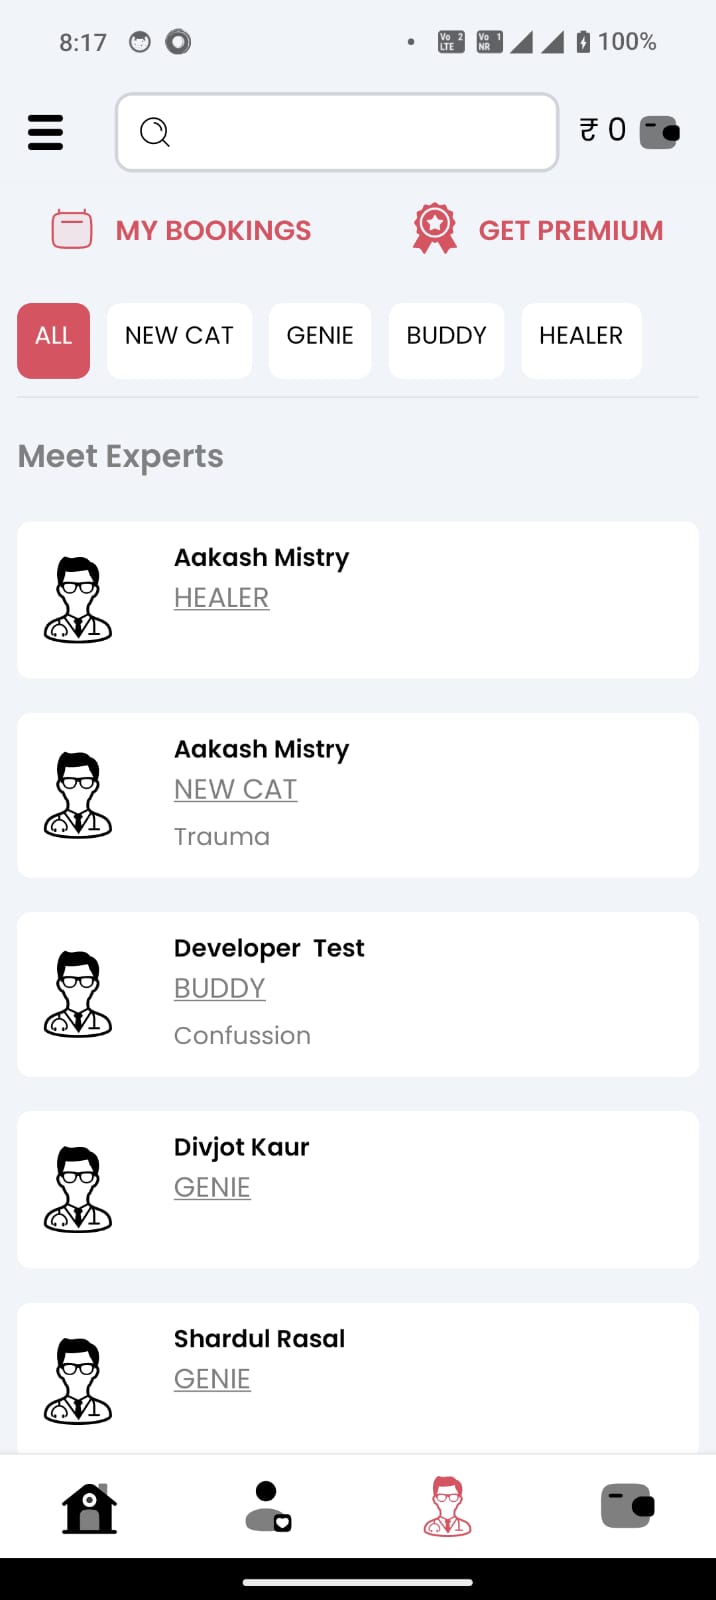 8:17
Vo 2
LTE
Vo 1
NR
100%
₹ 0
MY BOOKINGS
GET PREMIUM
ALL
NEW CAT
GENIE
BUDDY
HEALER
Meet Experts
Aakash Mistry
HEALER
Aakash Mistry
NEW CAT
Trauma
Developer  Test
BUDDY
Confussion
Divjot Kaur
GENIE
Shardul Rasal
GENIE